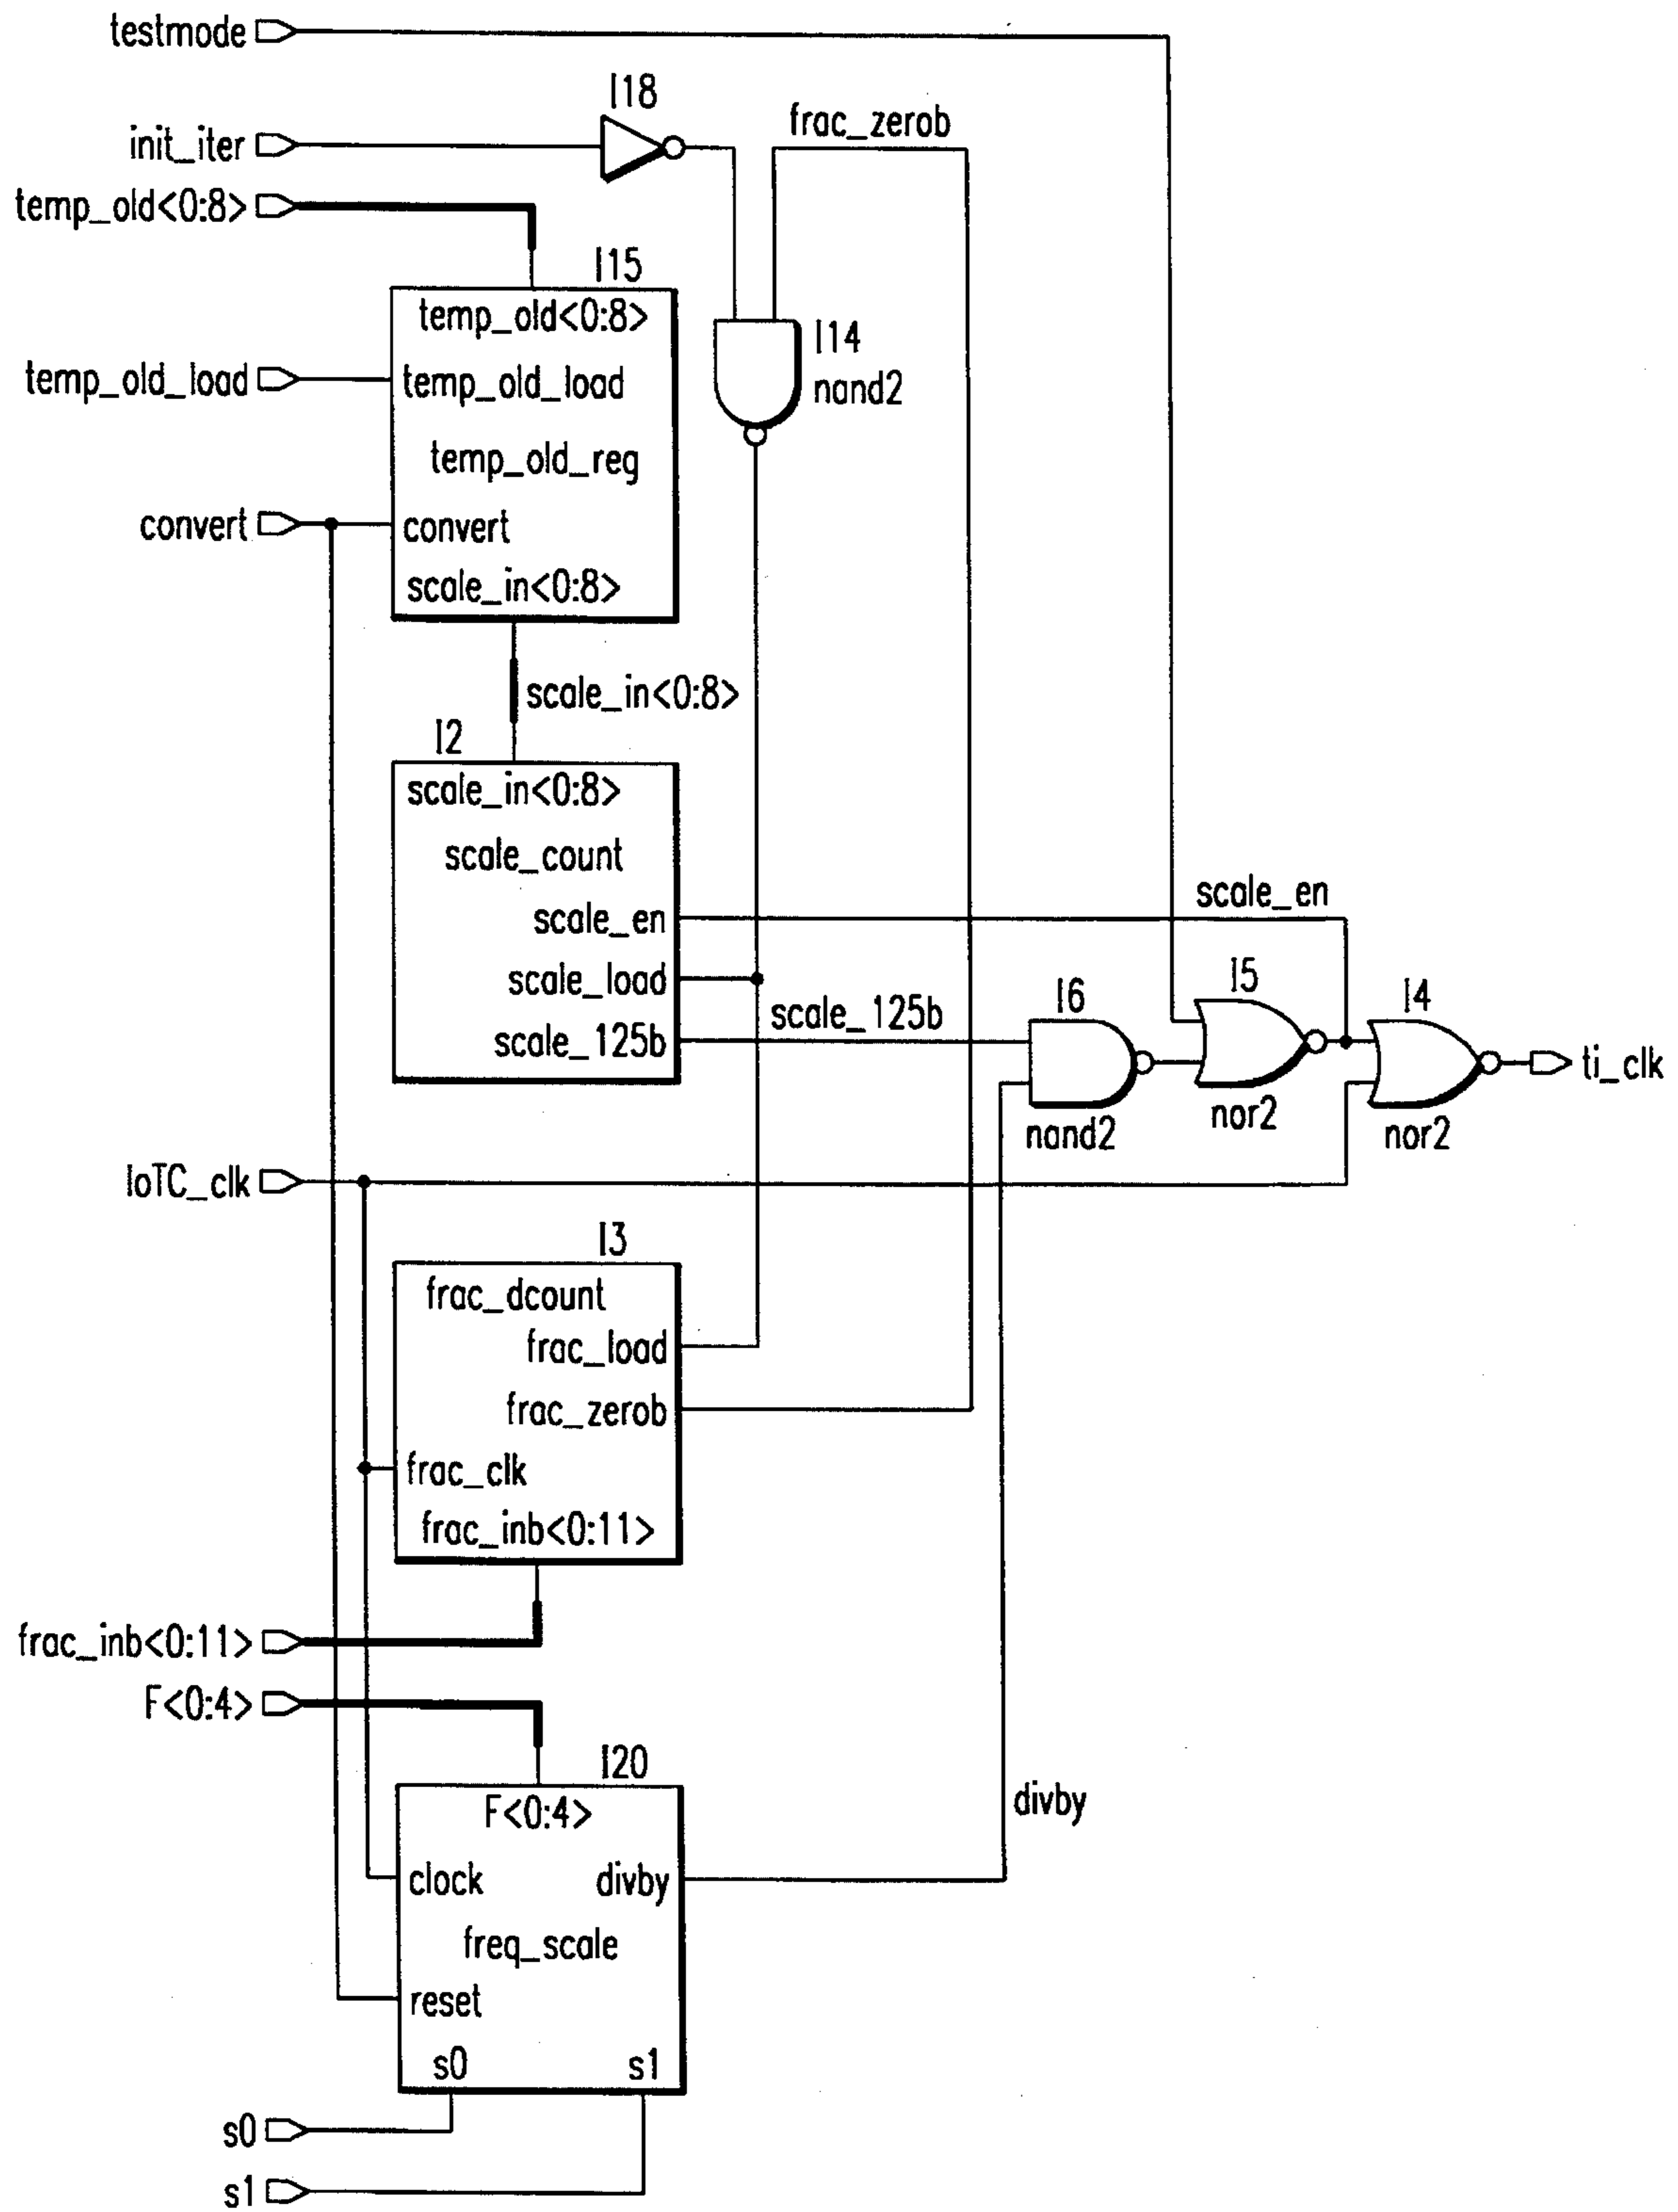 testmode
I18
init_iter
frac_zerob
temp_old<0:8>
I15
temp_old<0:8>
I14
temp_old_load
temp_old_load
nand2
temp_old_reg
convert
convert
scale_in<0:8>
scale_in<0:8>
I2
scale_in<0:8>
scale_count
scale_en
scale_en
scale_load
I6
I5
I4
scale_125b
scale_125b
ti_clk
nand2
nor2
nor2
loTC_clk
I3
frac_dcount
frac_load
frac_zerob
frac_clk
frac_inb<0:11>
frac_inb<0:11>
F<0:4>
I20
F<0:4>
divby
clock
divby
freq_scale
reset
s0
s1
s0
s1